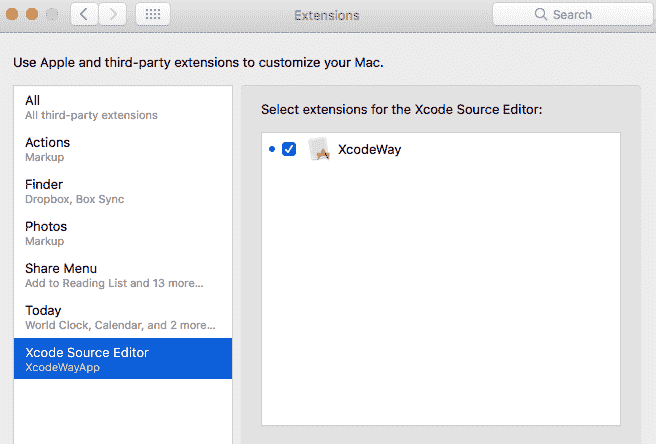 Extensions
Search
Use Apple and third-party extensions to customize your Mac.
All
All third-party extensions
Actions
Markup
Finder
Dropbox, Box Sync
Photos
Markup
Share Menu
Add to Reading List and 13 more...
Today
World Clock, Calendar, and 2 more...
Xcode Source Editor
XcodeWayApp
Select extensions for the Xcode Source Editor:
XcodeWay